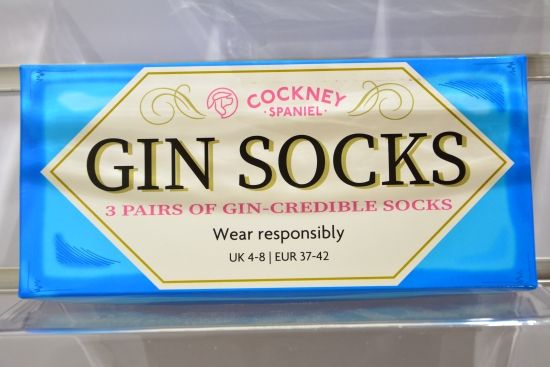 COCKNEY
· SPANIEL ·
GIN SOCKS
3 PAIRS OF GIN-CREDIBLE SOCKS
Wear responsibly
UK 4-8 | EUR 37-42